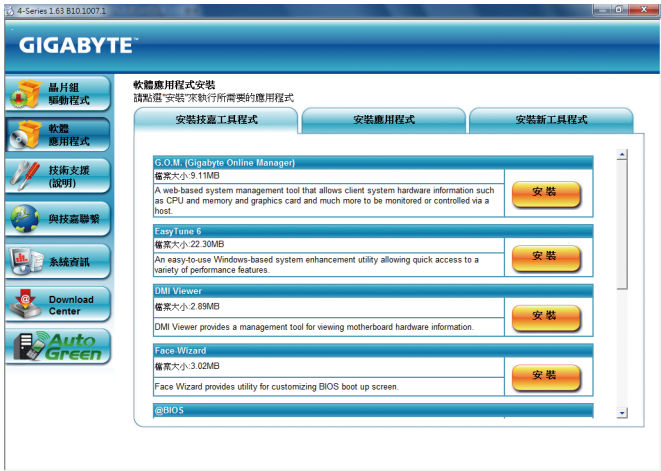 4-Series 1.63 B10.1007.1
GIGABYTE™
晶片組
驅動程式
軟體
應用程式
技術支援
(說明)
與技嘉聯繫
系統資訊
Download
Center
Auto
Green
軟體應用程式安裝
請點選"安裝"來執行所需要的應用程式
安裝技嘉工具程式
安裝應用程式
安裝新工具程式
G.O.M. (Gigabyte Online Manager)
檔案大小:9.11MB
A web-based system management tool that allows client system hardware information such
as CPU and memory and graphics card and much more to be monitored or controlled via a
host.
安裝
EasyTune 6
檔案大小:22.30MB
An easy-to-use Windows-based system enhancement utility allowing quick access to a
variety of performance features.
安裝
DMI Viewer
檔案大小:2.89MB
DMI Viewer provides a management tool for viewing motherboard hardware information.
安裝
Face-Wizard
檔案大小:3.02MB
Face Wizard provides utility for customizing BIOS boot up screen.
安裝
@BIOS